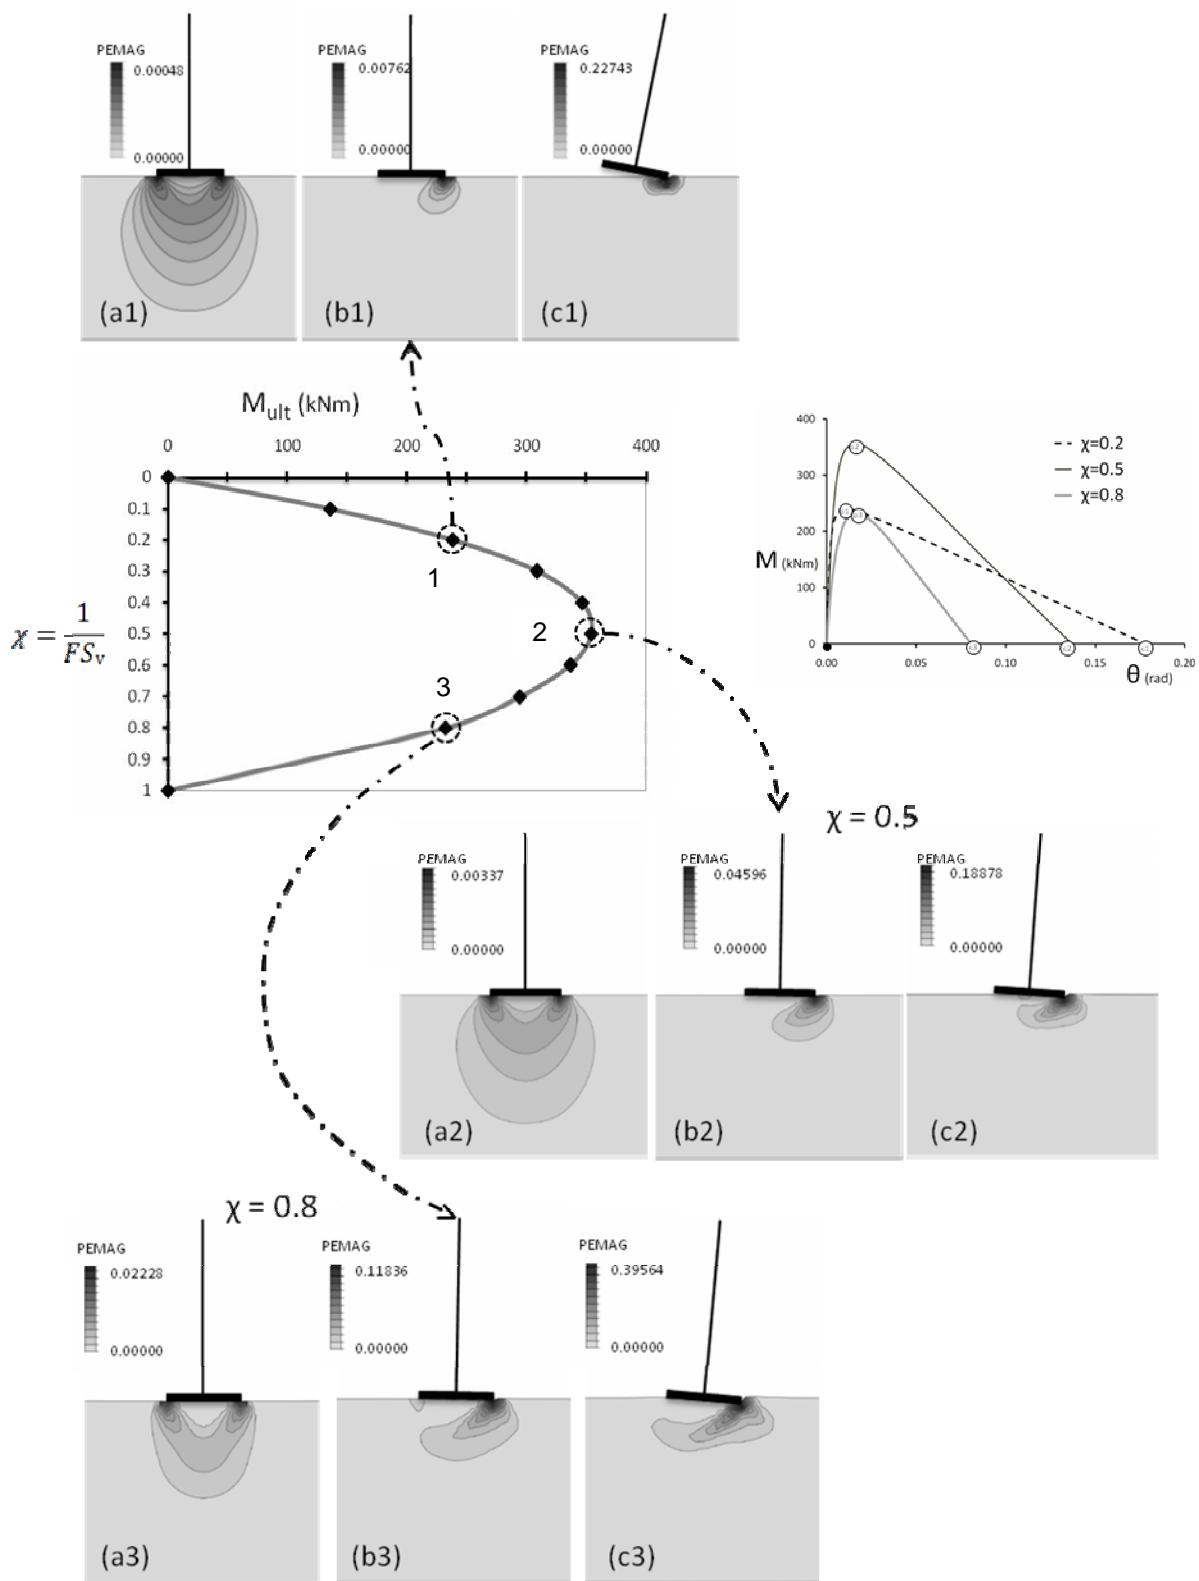 PEMAG
0.00048
0.00000
(a1)
PEMAG
0.00762
0.00000
(b1)
PEMAG
0.22743
0.00000
(c1)
Mult (kNm)
0 100 200 300 400
0
0.1
0.2
0.3
0.4
0.5
0.6
0.7
0.8
0.9
1
1
2
3
χ = 1/FSv
400
300
200
100
0
M (kNm)
0.00 0.05 0.10 0.15 0.20
θ (rad)
χ=0.2
χ=0.5
χ=0.8
χ = 0.5
PEMAG
0.00337
0.00000
(a2)
PEMAG
0.04596
0.00000
(b2)
PEMAG
0.18878
0.00000
(c2)
χ = 0.8
PEMAG
0.02228
0.00000
(a3)
PEMAG
0.11836
0.00000
(b3)
PEMAG
0.39564
0.00000
(c3)